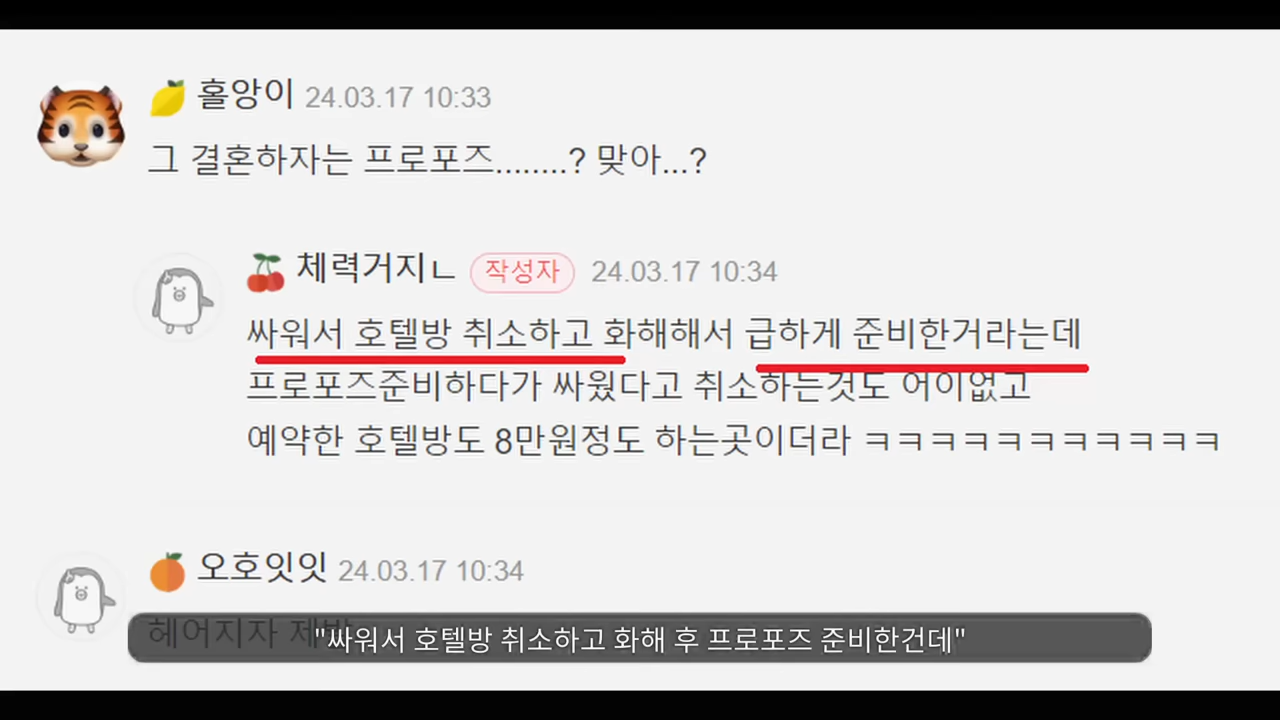 홀앙이 24.03.17 10:33
그 결혼하자는 프로포즈........? 맞아...?
체력거지ㄴ 작성자 24.03.17 10:34
싸워서 호텔방 취소하고 화해해서 급하게 준비한거라는데
프로포즈준비하다가 싸웠다고 취소하는것도 어이없고
예약한 호텔방도 8만원정도 하는곳이더라 ㅋㅋㅋㅋㅋㅋㅋㅋㅋㅋㅋ
오호잇잇 24.03.17 10:34
헤어지자 제발
"싸워서 호텔방 취소하고 화해 후 프로포즈 준비한건데"